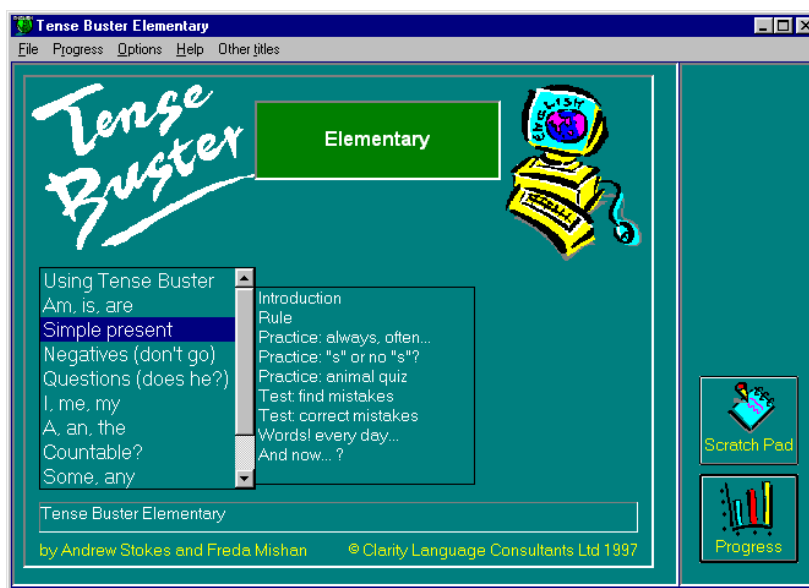 Tense Buster Elementary
File Progress Options Help Other titles
Tense
Buster
Elementary
ENGLISH
Using Tense Buster
Am, is, are
Simple present
Negatives (don't go)
Questions (does he?)
I, me, my
A, an, the
Countable?
Some, any
Introduction
Rule
Practice: always, often...
Practice: "s" or no "s"?
Practice: animal quiz
Test: find mistakes
Test: correct mistakes
Words! every day...
And now... ?
Scratch Pad
Tense Buster Elementary
by Andrew Stokes and Freda Mishan © Clarity Language Consultants Ltd 1997
Progress